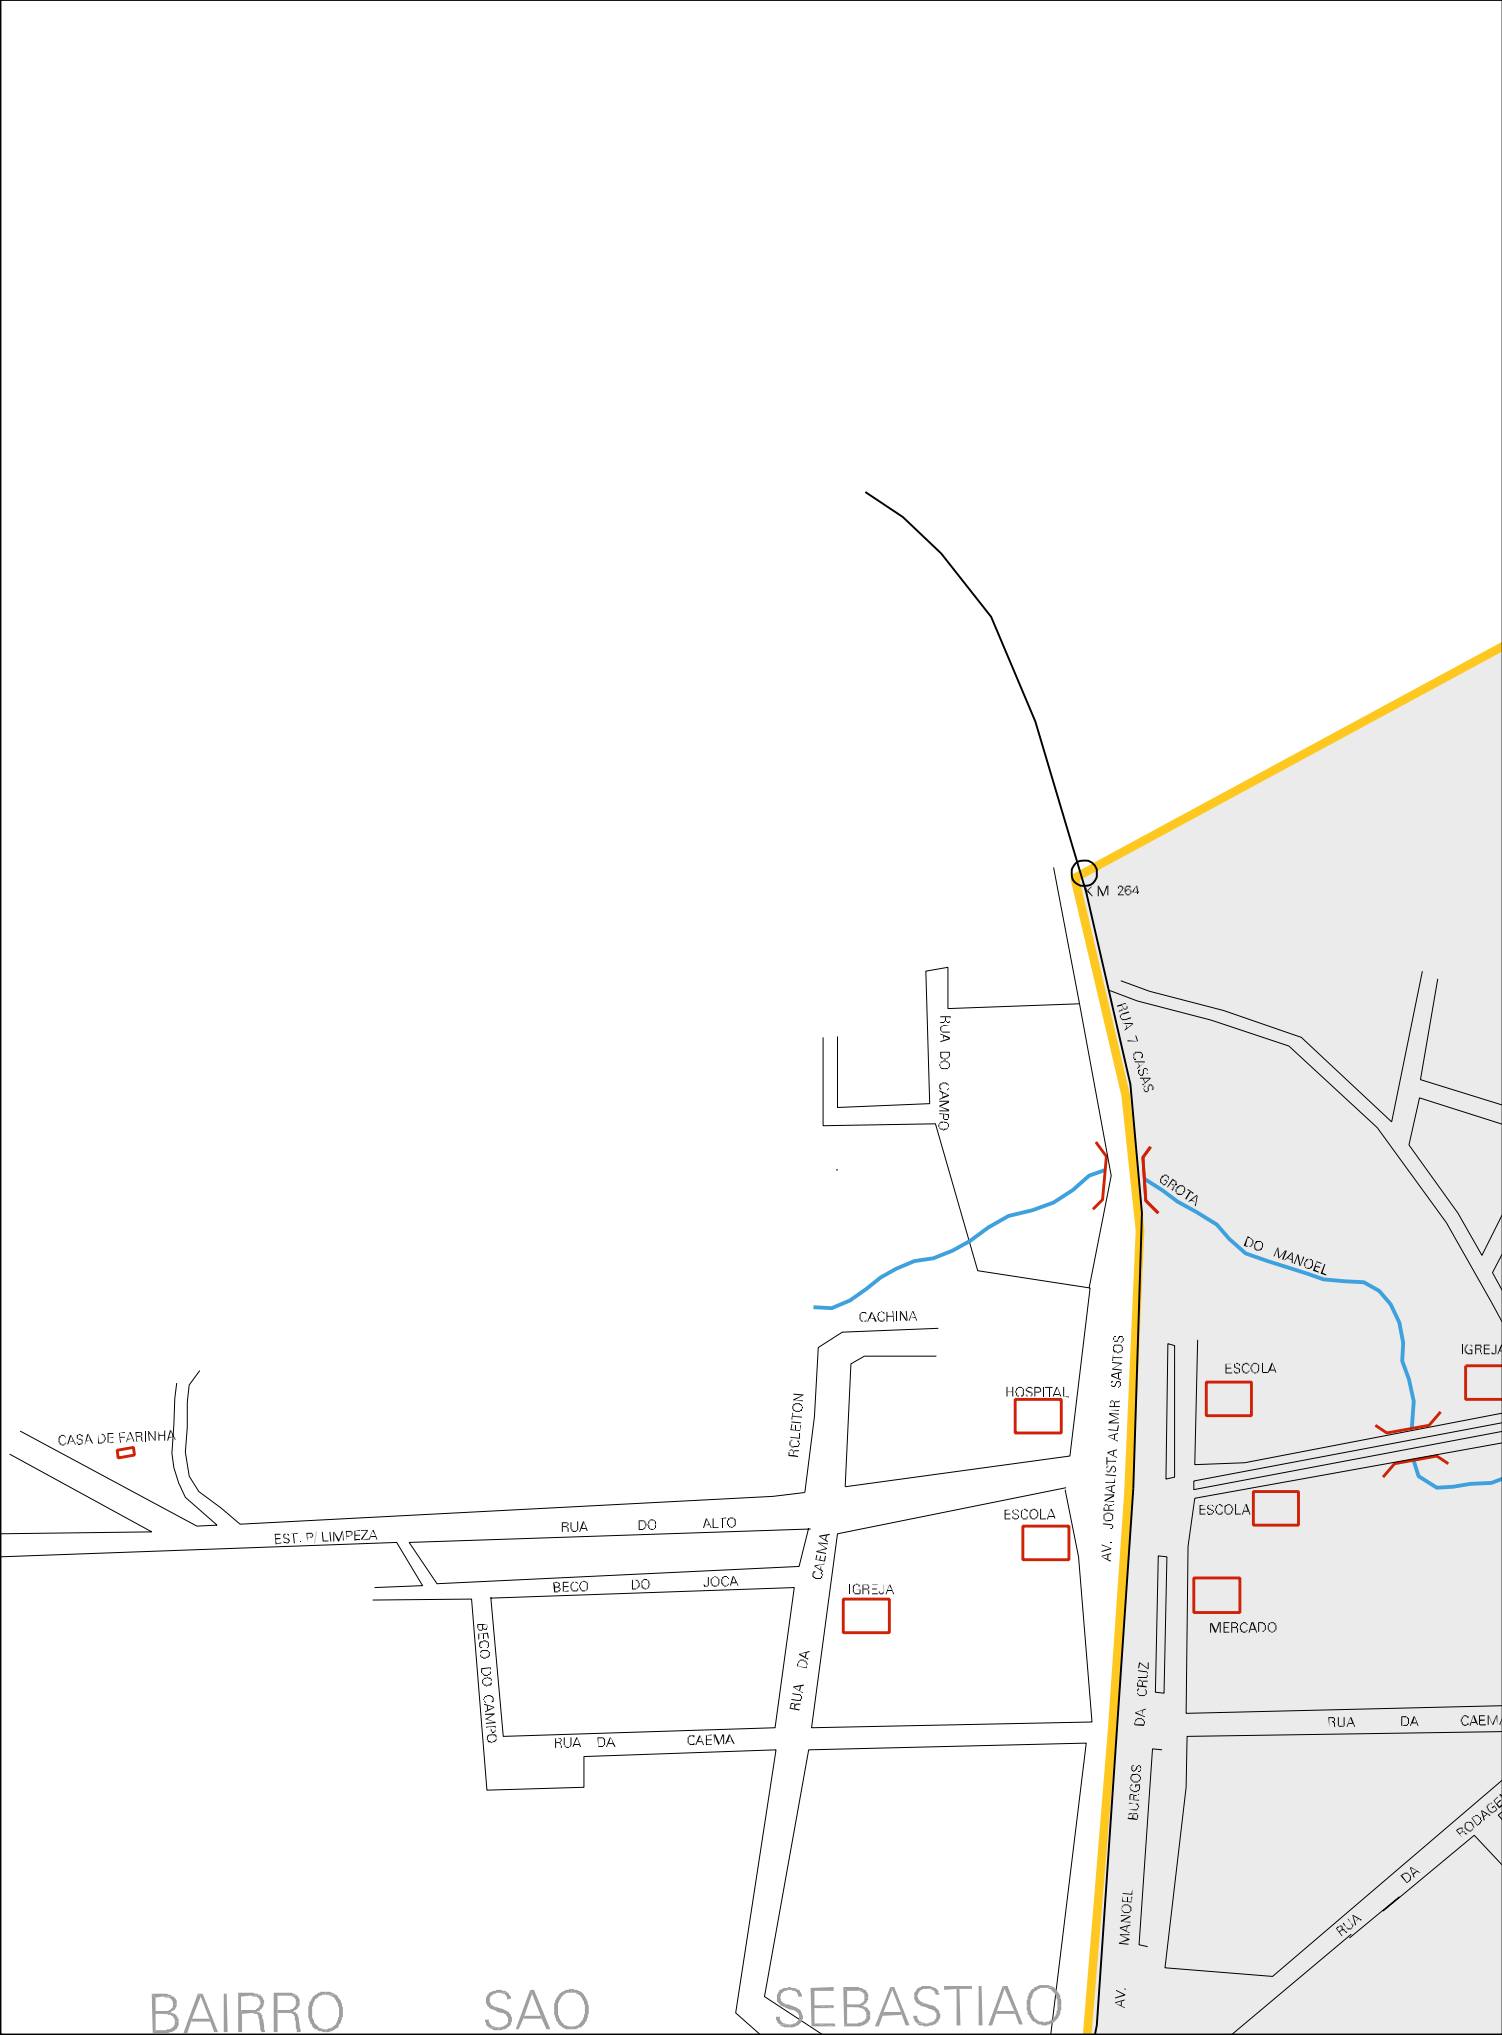 KM 264
RUA 7 CASAS
RUA DO CAMPO
GROTA
DO MANOEL
CACHINA
AV. JORNALISTA ALMIR SANTOS
IGREJA
ESCOLA
HOSPITAL
RCLEITON
CASA DE FARINHA
ESCOLA
ESCOLA
EST. P/ LIMPEZA
RUA DO ALTO
BECO DO JOCA
IGREJA
RUA DA CAEMA
MERCADO
BECO DO CAMPO
RUA DA CAEMA
RUA DA CAEMA
AV. MANOEL BURGOS DA CRUZ
RUA DA RODAGEM
BAIRRO SAO SEBASTIAO